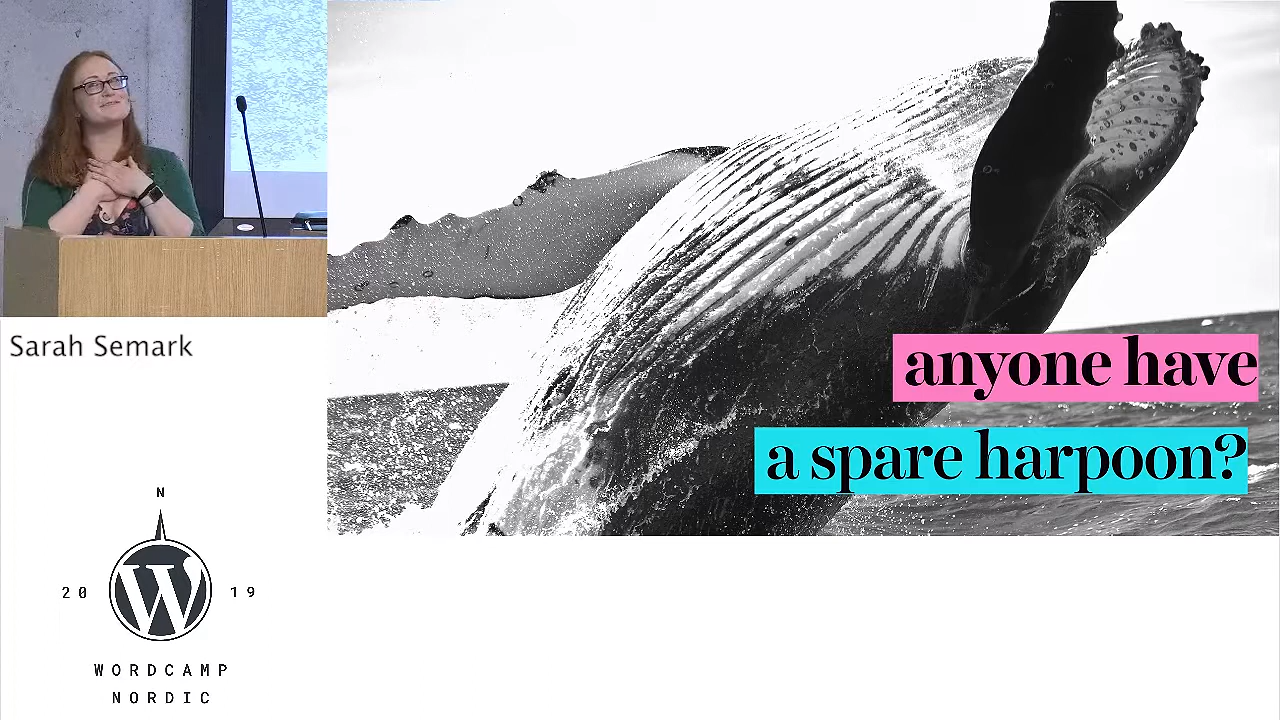 anyone have
a spare harpoon?
Sarah Semark
N
20 19
WORDCAMP
NORDIC